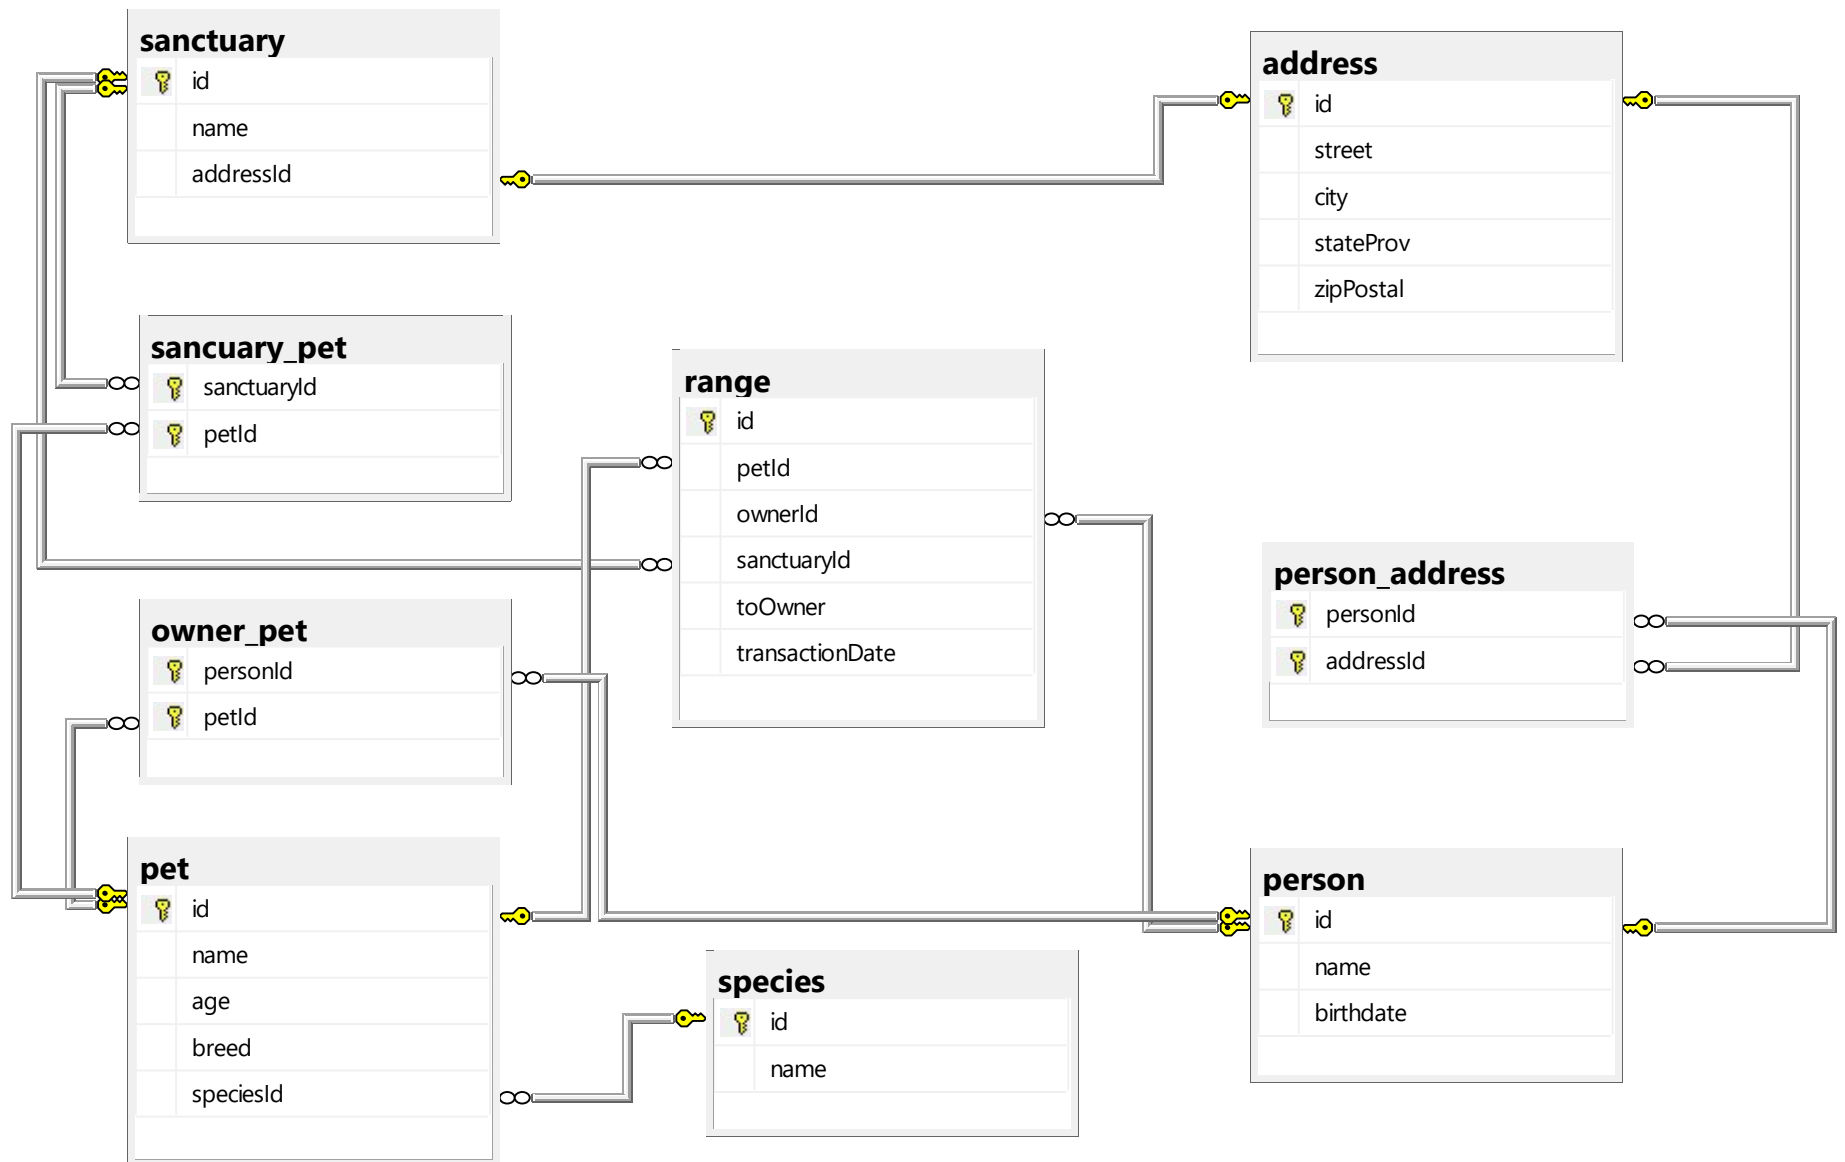 sanctuary
id
name
addressId
address
id
street
city
stateProv
zipPostal
sancuary_pet
sanctuaryId
petId
range
id
petId
ownerId
sanctuaryId
toOwner
transactionDate
person_address
personId
addressId
owner_pet
personId
petId
pet
id
name
age
breed
speciesId
species
id
name
person
id
name
birthdate